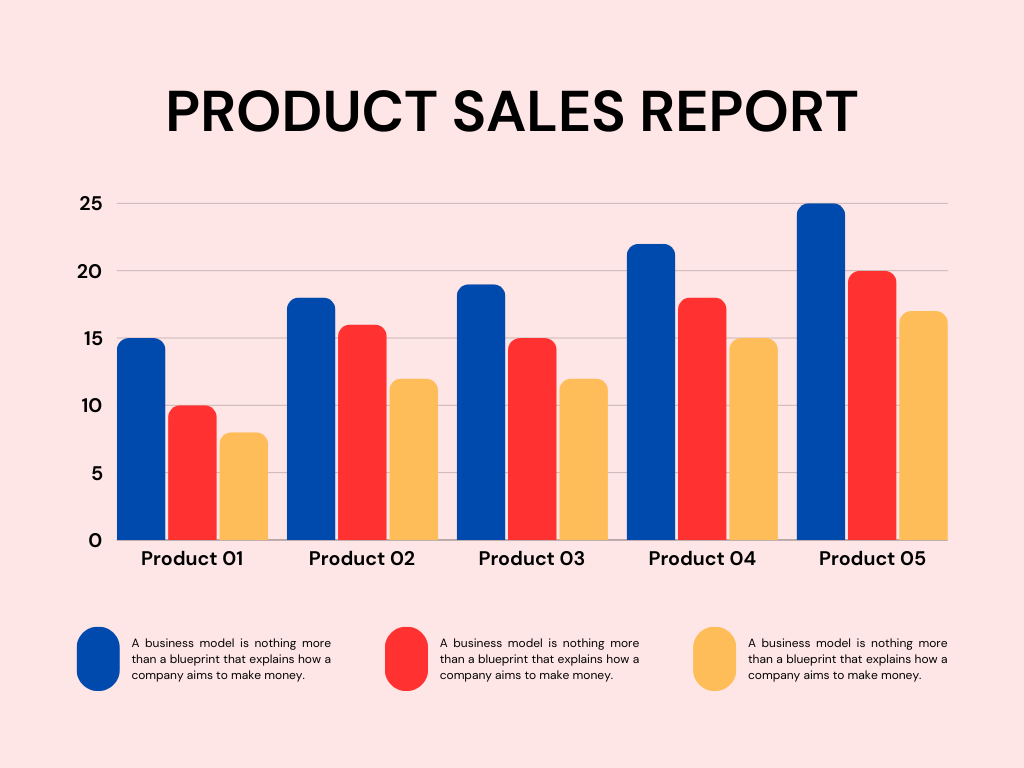 PRODUCT SALES REPORT
25
20
15
10
5
0
Product 01 Product 02 Product 03 Product 04 Product 05
A business model is nothing more
than a blueprint that explains how a
company aims to make money.
A business model is nothing more
than a blueprint that explains how a
company aims to make money.
A business model is nothing more
than a blueprint that explains how a
company aims to make money.